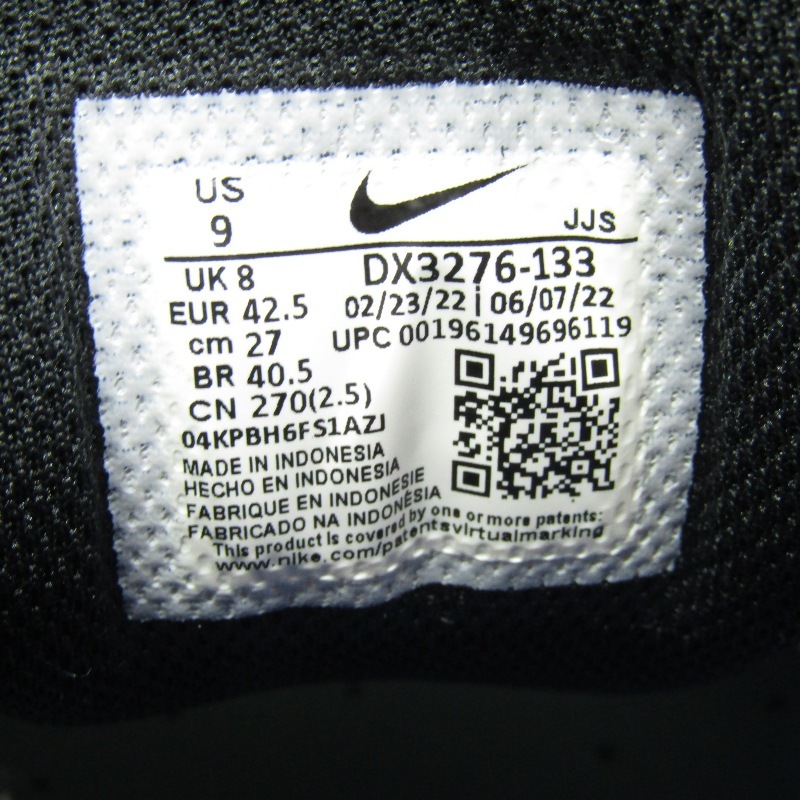 US
9
JJS
UK 8
DX3276-133
EUR 42.5
02/23/22 | 06/07/22
cm 27
UPC 00196149696119
BR 40.5
CN 270(2.5)
04KPBH6FS1AZJ
MADE IN INDONESIA
HECHO EN INDONESIA
FABRIQUE EN INDONESIE
FABRICADO NA INDONÉSIA
This product is covered by one or more patents:
www.nike.com/patentsvirtualmarking